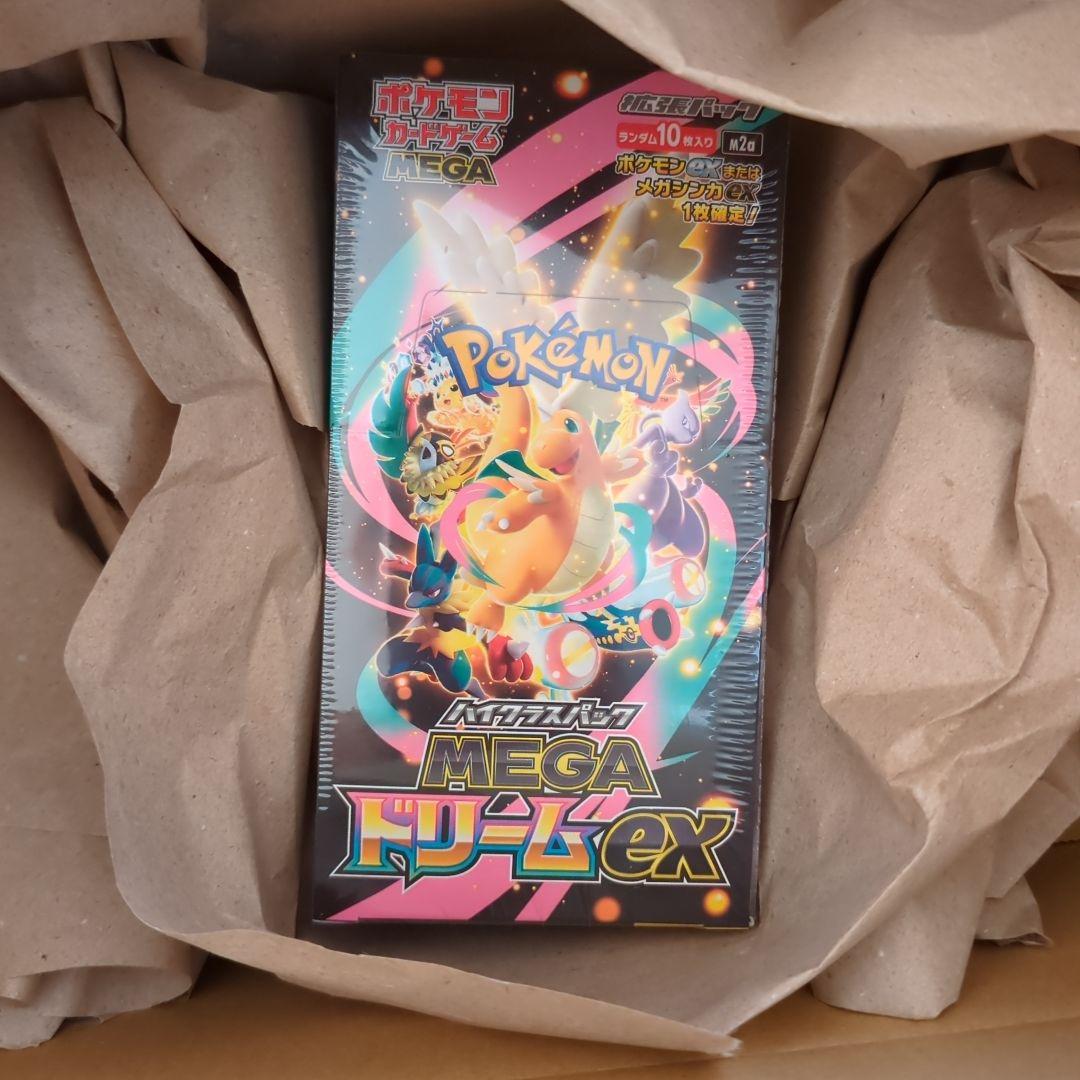 ポケモン
カードゲーム
MEGA
拡張パック
ランダム10枚入り M2a
ポケモンexまたは
メガシンカex
1枚確定!
POKéMON
TM
ハイクラスパック
MEGA
ドリームex